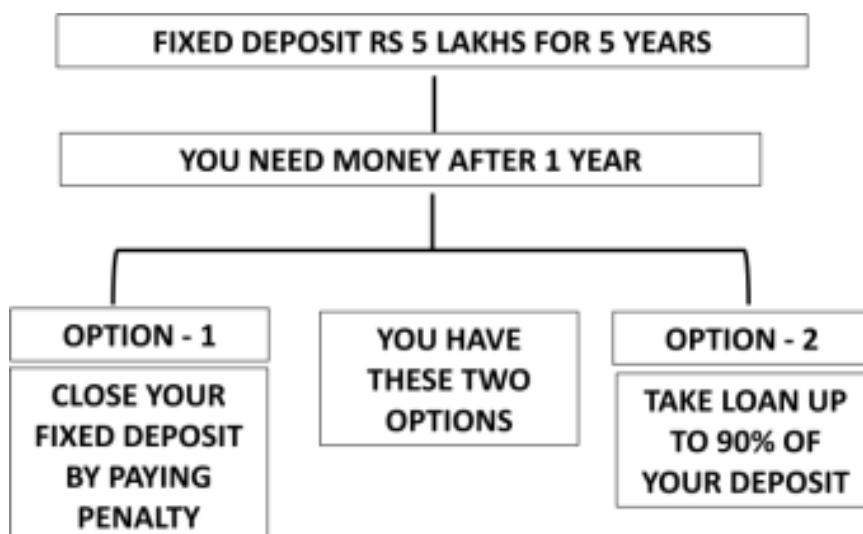 FIXED DEPOSIT RS 5 LAKHS FOR 5 YEARS
YOU NEED MONEY AFTER 1 YEAR
OPTION - 1
CLOSE YOUR
FIXED DEPOSIT
BY PAYING
PENALTY
YOU HAVE
THESE TWO
OPTIONS
OPTION - 2
TAKE LOAN UP
TO 90% OF
YOUR DEPOSIT